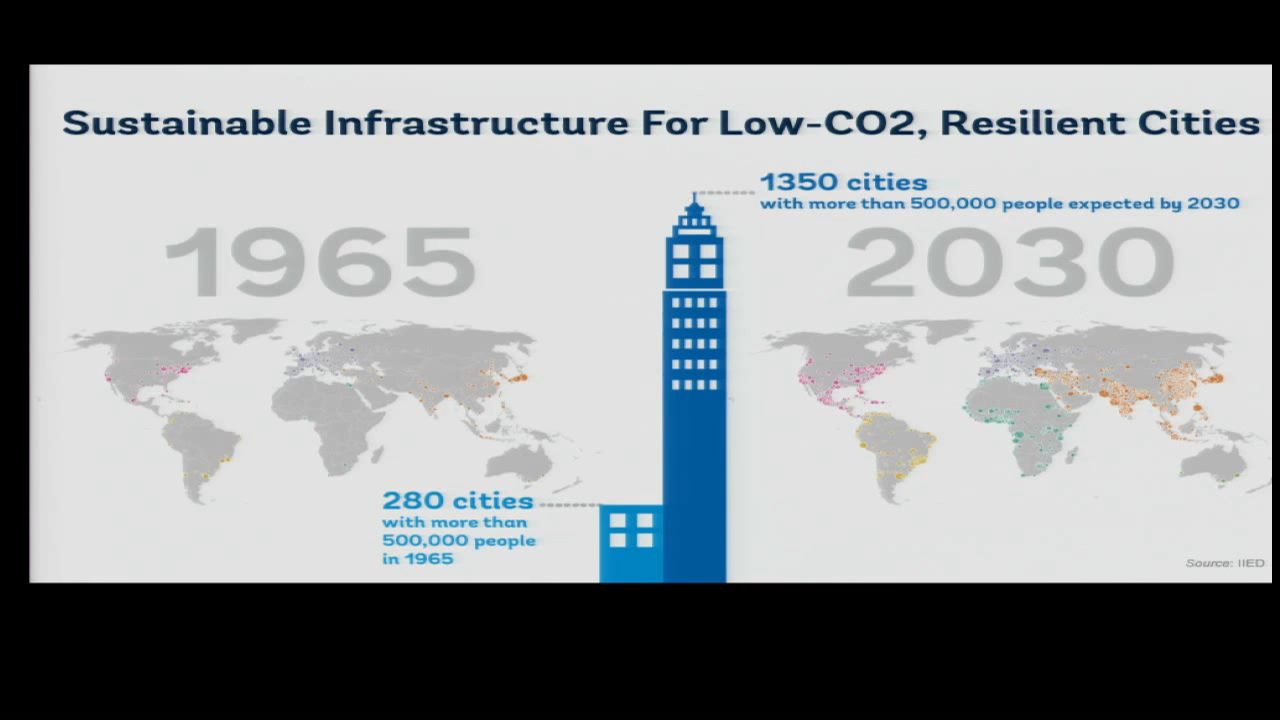 Sustainable Infrastructure For Low-CO2, Resilient Cities
1350 cities
with more than 500,000 people expected by 2030
1965
2030
280 cities
with more than
500,000 people
in 1965
Source: IIED